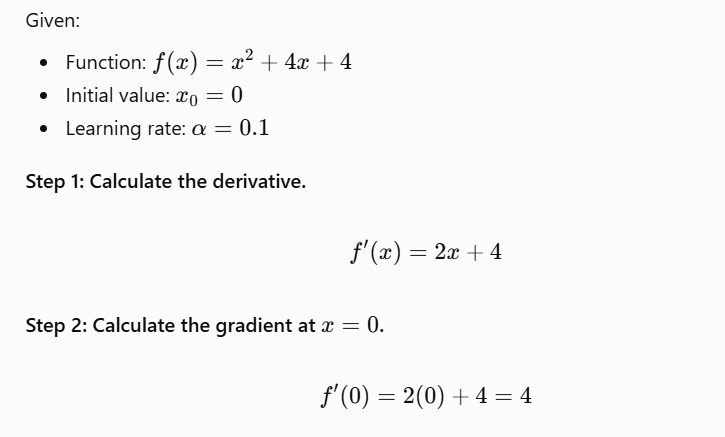 Given:
• Function: f(x) = x² + 4x + 4
• Initial value: x₀ = 0
• Learning rate: α = 0.1
Step 1: Calculate the derivative.
f′(x) = 2x + 4
Step 2: Calculate the gradient at x = 0.
f′(0) = 2(0) + 4 = 4